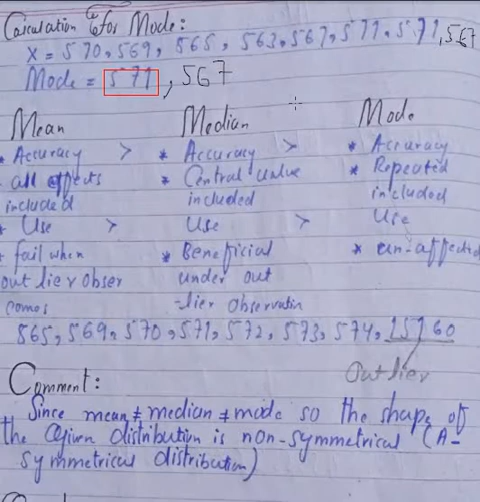 Calculation for Mode:
X = 570, 569, 565, 563, 567, 571, 571, 567
Mode = 571, 567
Mean Median Mode
* Accuracy > * Accuracy > * Accuracy
all effects * Central value * Repeated
included included included
* Use > Use > Use
* fail when * Beneficial * un-affected
outlier obser under out
comes -lier observation
565, 569, 570, 571, 572, 573, 574, 15760
Outlier
Comment:
Since mean ≠ median ≠ mode so the shape of
the given distribution is non-symmetrical (A-
symmetrical distribution)